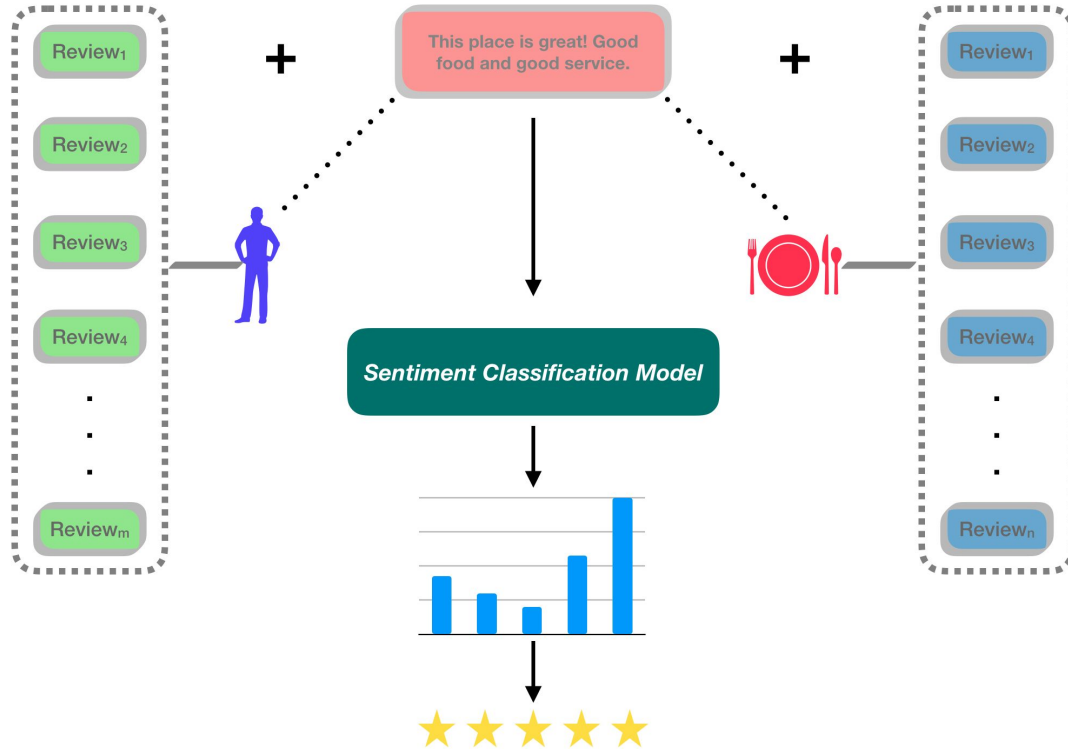 Review₁
Review₂
Review₃
Review₄
Reviewₘ
This place is great! Good
food and good service.
Sentiment Classification Model
Review₁
Review₂
Review₃
Review₄
Reviewₙ